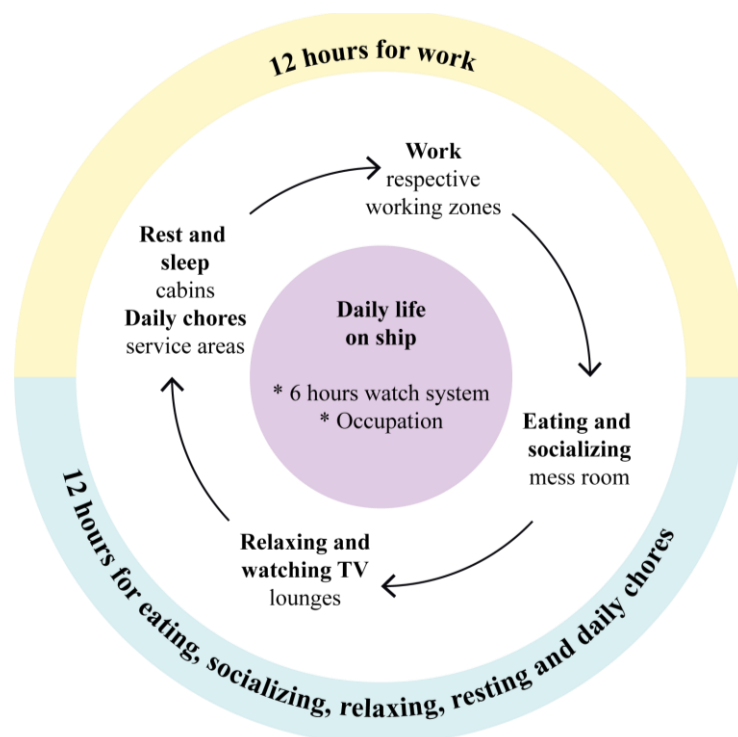 12 hours for work
Work
respective
working zones
Rest and
sleep
cabins
Daily chores
service areas
Daily life
on ship
* 6 hours watch system
* Occupation
Eating and
socializing
mess room
Relaxing and
watching TV
lounges
12 hours for eating, socializing, relaxing, resting and daily chores